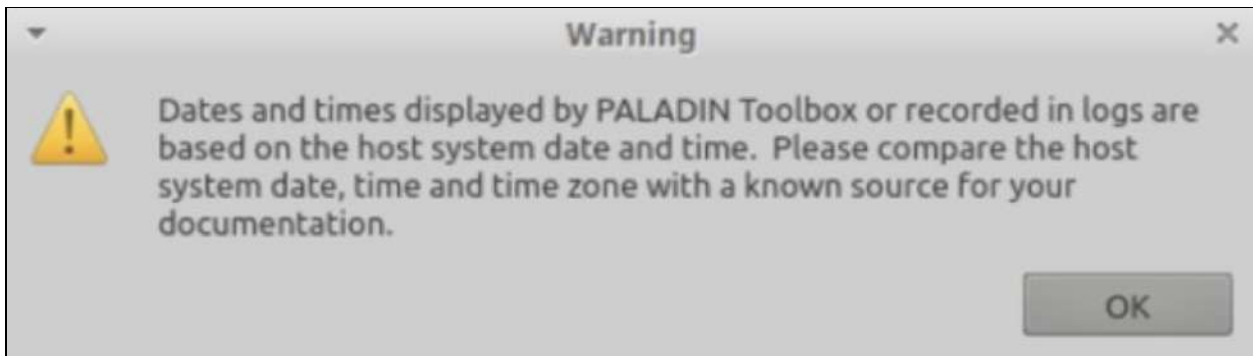 Warning
Dates and times displayed by PALADIN Toolbox or recorded in logs are
based on the host system date and time.  Please compare the host
system date, time and time zone with a known source for your
documentation.
OK